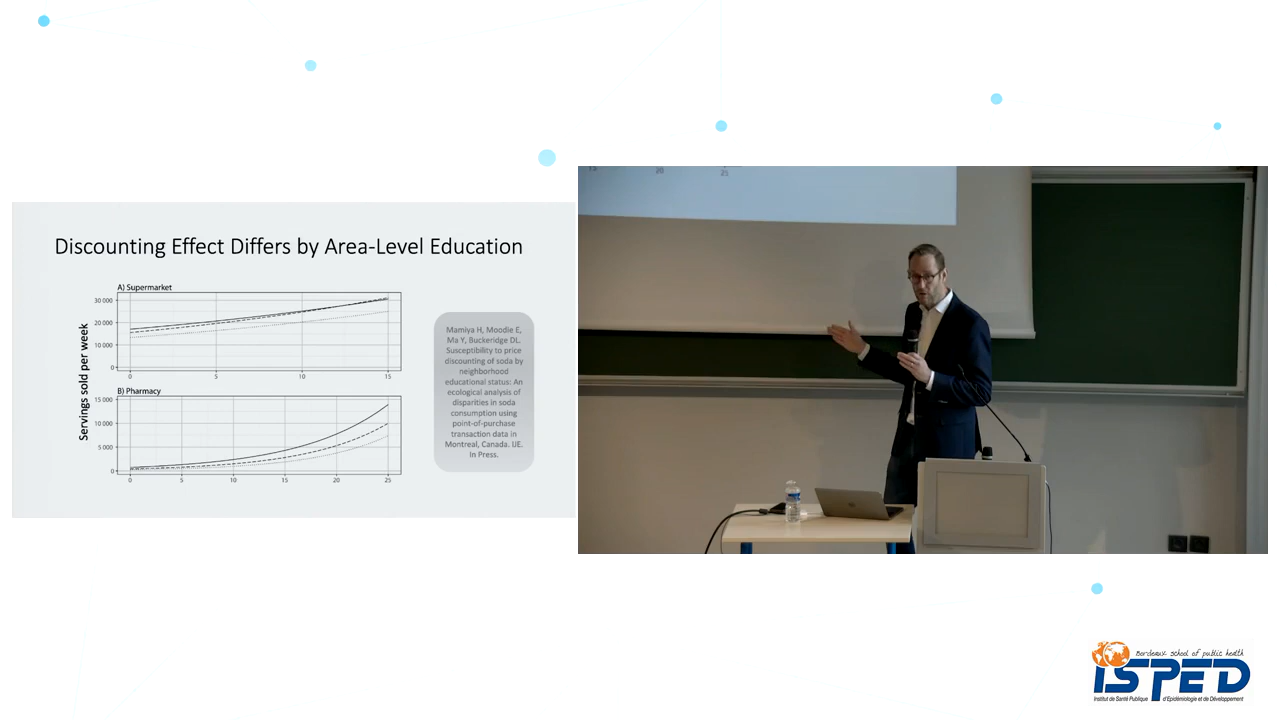 Discounting Effect Differs by Area-Level Education
A) Supermarket
30 000
20 000
10 000
0
0 5 10 15
B) Pharmacy
15 000
10 000
5 000
0
0 5 10 15 20 25
Servings sold per week
Mamiya H, Moodie E,
Ma Y, Buckeridge DL.
Susceptibility to price
discounting of soda by
neighborhood
educational status: An
ecological analysis of
disparities in soda
consumption using
point-of-purchase
transaction data in
Montreal, Canada. IJE.
In Press.
20
25
Bordeaux school of public health
ISPED
Institut de Santé Publique d'Epidémiologie et de Développement